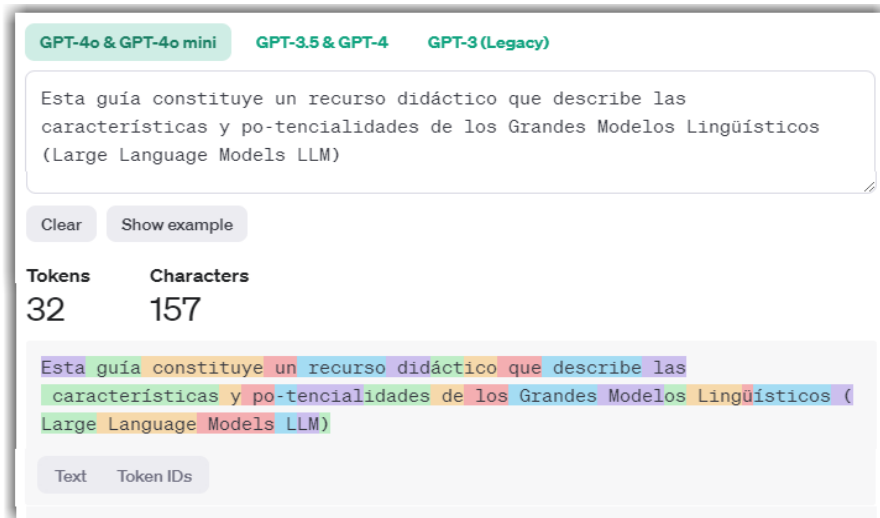 GPT-4o & GPT-4o mini GPT-3.5 & GPT-4 GPT-3 (Legacy)
Esta guía constituye un recurso didáctico que describe las
características y po-tencialidades de los Grandes Modelos Lingüísticos
(Large Language Models LLM)
Clear Show example
Tokens Characters
32 157
Esta guía constituye un recurso didáctico que describe las
características y po-tencialidades de los Grandes Modelos Lingüísticos (
Large Language Models LLM)
Text Token IDs